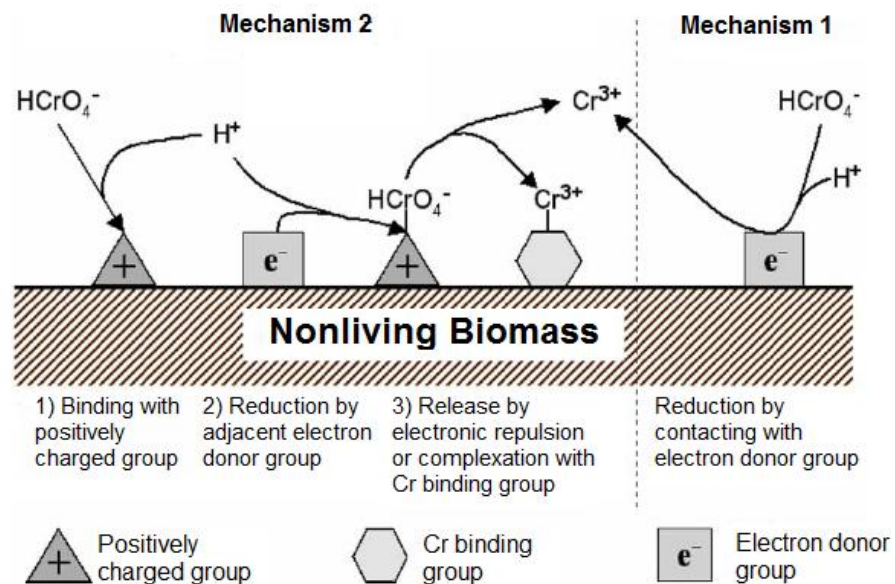 Mechanism 2
Mechanism 1
HCrO₄⁻
H⁺
HCrO₄⁻
Cr³⁺
Cr³⁺
HCrO₄⁻
H⁺
+
e⁻
+
e⁻
Nonliving Biomass
1) Binding with
positively
charged group
2) Reduction by
adjacent electron
donor group
3) Release by
electronic repulsion
or complexation with
Cr binding group
Reduction by
contacting with
electron donor group
+
Positively
charged group
Cr binding
group
e⁻
Electron donor
group